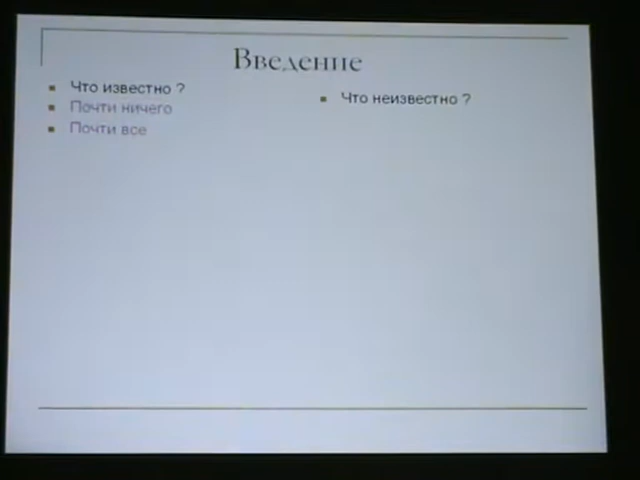 Введение
Что известно ?
Почти ничего
Почти все
Что неизвестно ?